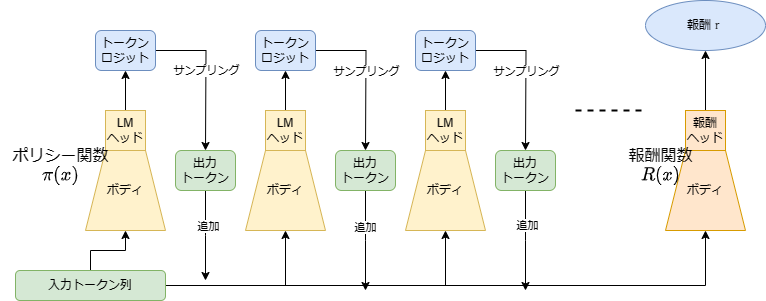 トークン
ロジット
サンプリング
LM
ヘッド
ポリシー関数
π(x)
ボディ
出力
トークン
追加
トークン
ロジット
サンプリング
LM
ヘッド
ボディ
出力
トークン
追加
トークン
ロジット
サンプリング
LM
ヘッド
ボディ
出力
トークン
追加
報酬 r
報酬
ヘッド
報酬関数
R(x)
ボディ
入力トークン列